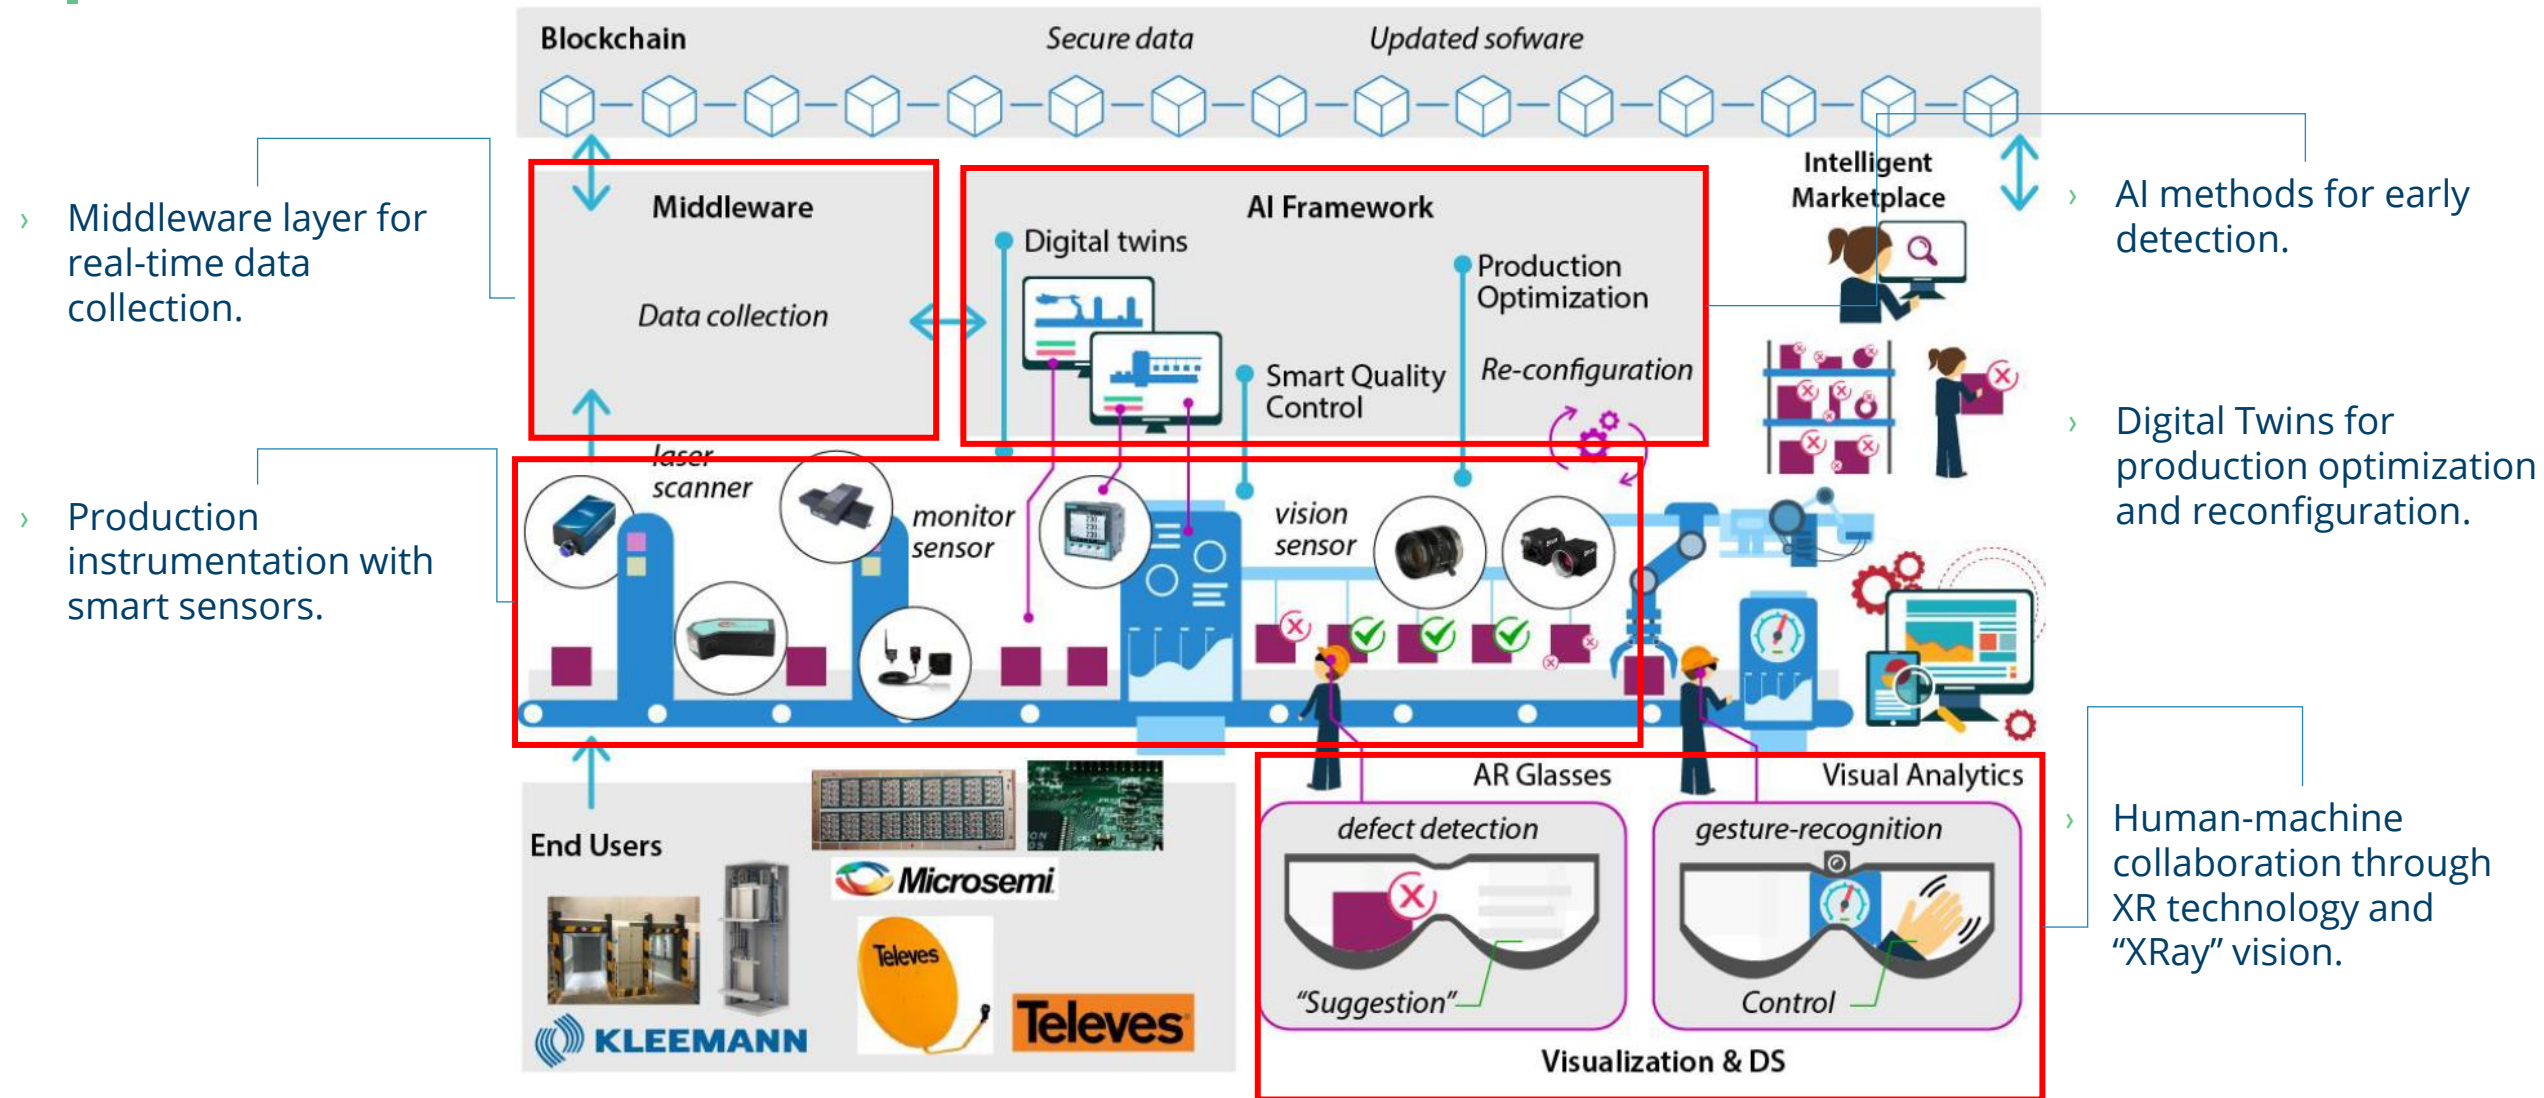 Blockchain
Secure data
Updated sofware
Middleware layer for
real-time data
collection.
Production
instrumentation with
smart sensors.
Middleware
Data collection
AI Framework
Digital twins
Production
Optimization
Smart Quality
Control
Re-configuration
Intelligent
Marketplace
laser
scanner
monitor
sensor
vision
sensor
End Users
Microsemi
Televes
Televes
KLEEMANN
AR Glasses
Visual Analytics
defect detection
gesture-recognition
“Suggestion”
Control
Visualization & DS
AI methods for early
detection.
Digital Twins for
production optimization
and reconfiguration.
Human-machine
collaboration through
XR technology and
“XRay” vision.